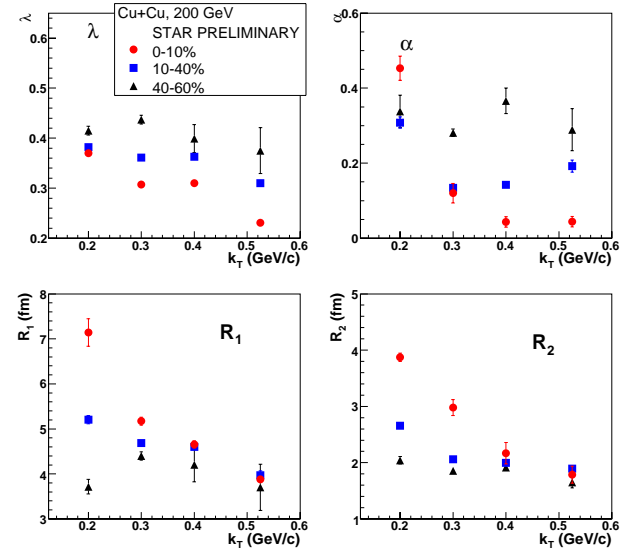 λ
0.6
0.5
0.4
0.3
0.2
λ
Cu+Cu, 200 GeV
STAR PRELIMINARY
0-10%
10-40%
40-60%
0.2 0.3 0.4 0.5 0.6
k_T (GeV/c)
α
0.6
0.4
0.2
0
α
0.2 0.3 0.4 0.5 0.6
k_T (GeV/c)
R_1 (fm)
8
7
6
5
4
3
R_1
0.2 0.3 0.4 0.5 0.6
k_T (GeV/c)
R_2 (fm)
5
4
3
2
1
R_2
0.2 0.3 0.4 0.5 0.6
k_T (GeV/c)